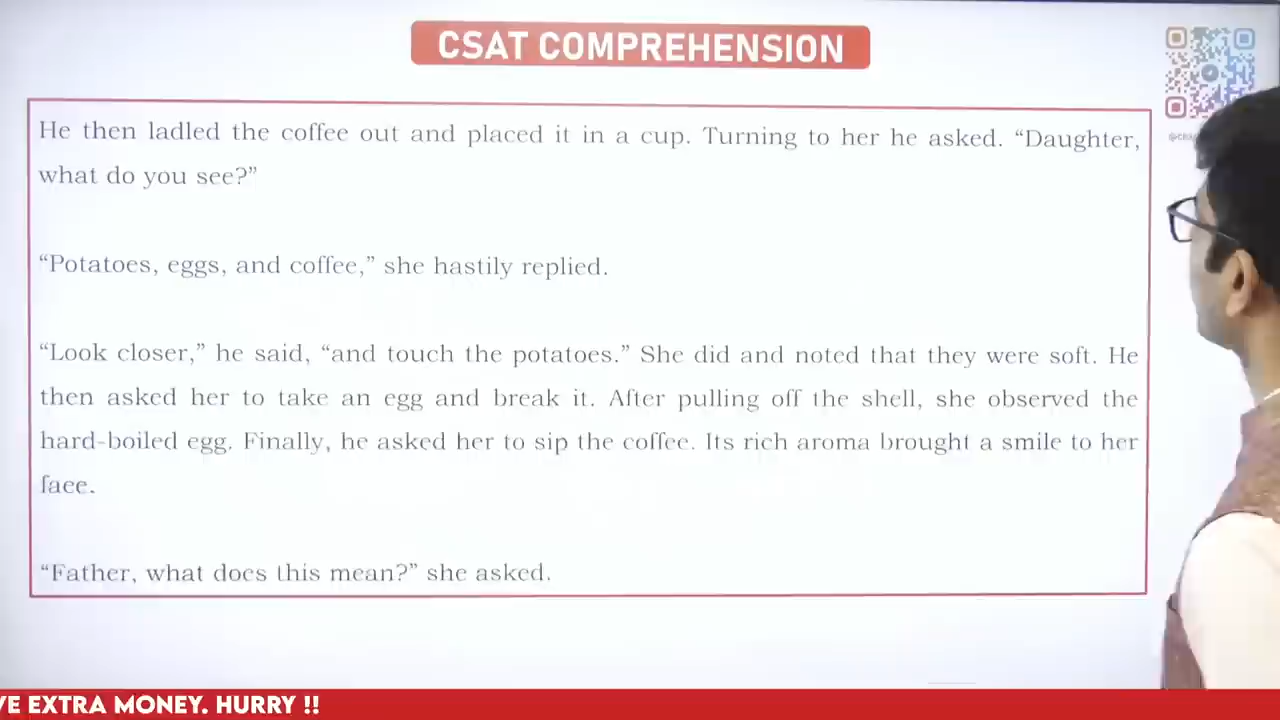 CSAT COMPREHENSION
He then ladled the coffee out and placed it in a cup. Turning to her he asked. “Daughter,
what do you see?”
“Potatoes, eggs, and coffee,” she hastily replied.
“Look closer,” he said, “and touch the potatoes.” She did and noted that they were soft. He
then asked her to take an egg and break it. After pulling off the shell, she observed the
hard-boiled egg. Finally, he asked her to sip the coffee. Its rich aroma brought a smile to her
face.
“Father, what does this mean?” she asked.
EXTRA MONEY. HURRY !!